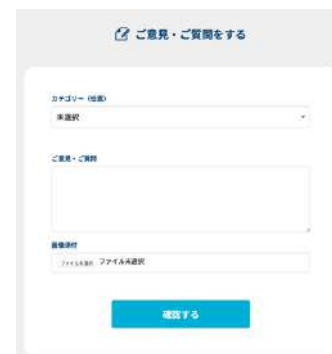 ご意見・ご質問をする
カテゴリー (任意)
未選択
ご意見・ご質問
画像添付
ファイル未選択 ファイル未選択
確認する